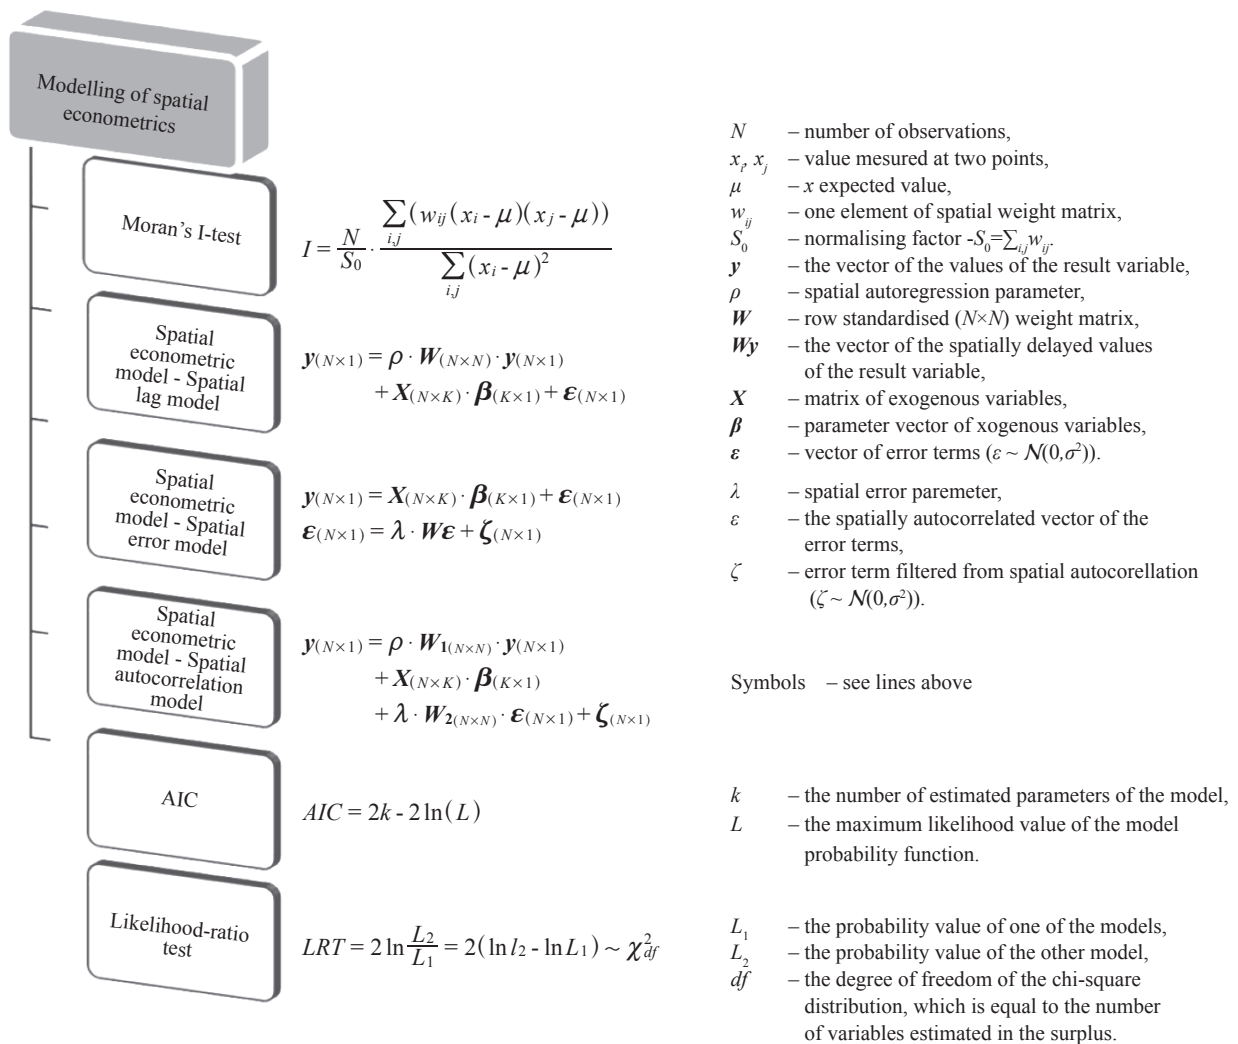 Modelling of spatial
econometrics
Moran's I-test
I = N/S₀ · ∑i,j(wij(xi - μ)(xj - μ)) / ∑i,j(xi - μ)²
N – number of observations,
xi, xj – value mesured at two points,
μ – x expected value,
wij – one element of spatial weight matrix,
S₀ – normalising factor -S₀=∑i,jwij.
Spatial
econometric
model - Spatial
lag model
y(N×1) = ρ · W(N×N) · y(N×1)
+ X(N×K) · β(K×1) + ε(N×1)
y – the vector of the values of the result variable,
ρ – spatial autoregression parameter,
W – row standardised (N×N) weight matrix,
Wy – the vector of the spatially delayed values
of the result variable,
X – matrix of exogenous variables,
β – parameter vector of xogenous variables,
ε – vector of error terms (ε ~ N(0,σ²)).
Spatial
econometric
model - Spatial
error model
y(N×1) = X(N×K) · β(K×1) + ε(N×1)
ε(N×1) = λ · Wε + ζ(N×1)
λ – spatial error paremeter,
ε – the spatially autocorrelated vector of the
error terms,
ζ – error term filtered from spatial autocorellation
(ζ ~ N(0,σ²)).
Spatial
econometric
model - Spatial
autocorrelation
model
y(N×1) = ρ · W₁(N×N) · y(N×1)
+ X(N×K) · β(K×1)
+ λ · W₂(N×N) · ε(N×1) + ζ(N×1)
Symbols – see lines above
AIC
AIC = 2k - 2 ln(L)
k – the number of estimated parameters of the model,
L – the maximum likelihood value of the model
probability function.
Likelihood-ratio
test
LRT = 2 ln L₂/L₁ = 2(ln l₂ - ln L₁) ~ χ²df
L₁ – the probability value of one of the models,
L₂ – the probability value of the other model,
df – the degree of freedom of the chi-square
distribution, which is equal to the number
of variables estimated in the surplus.